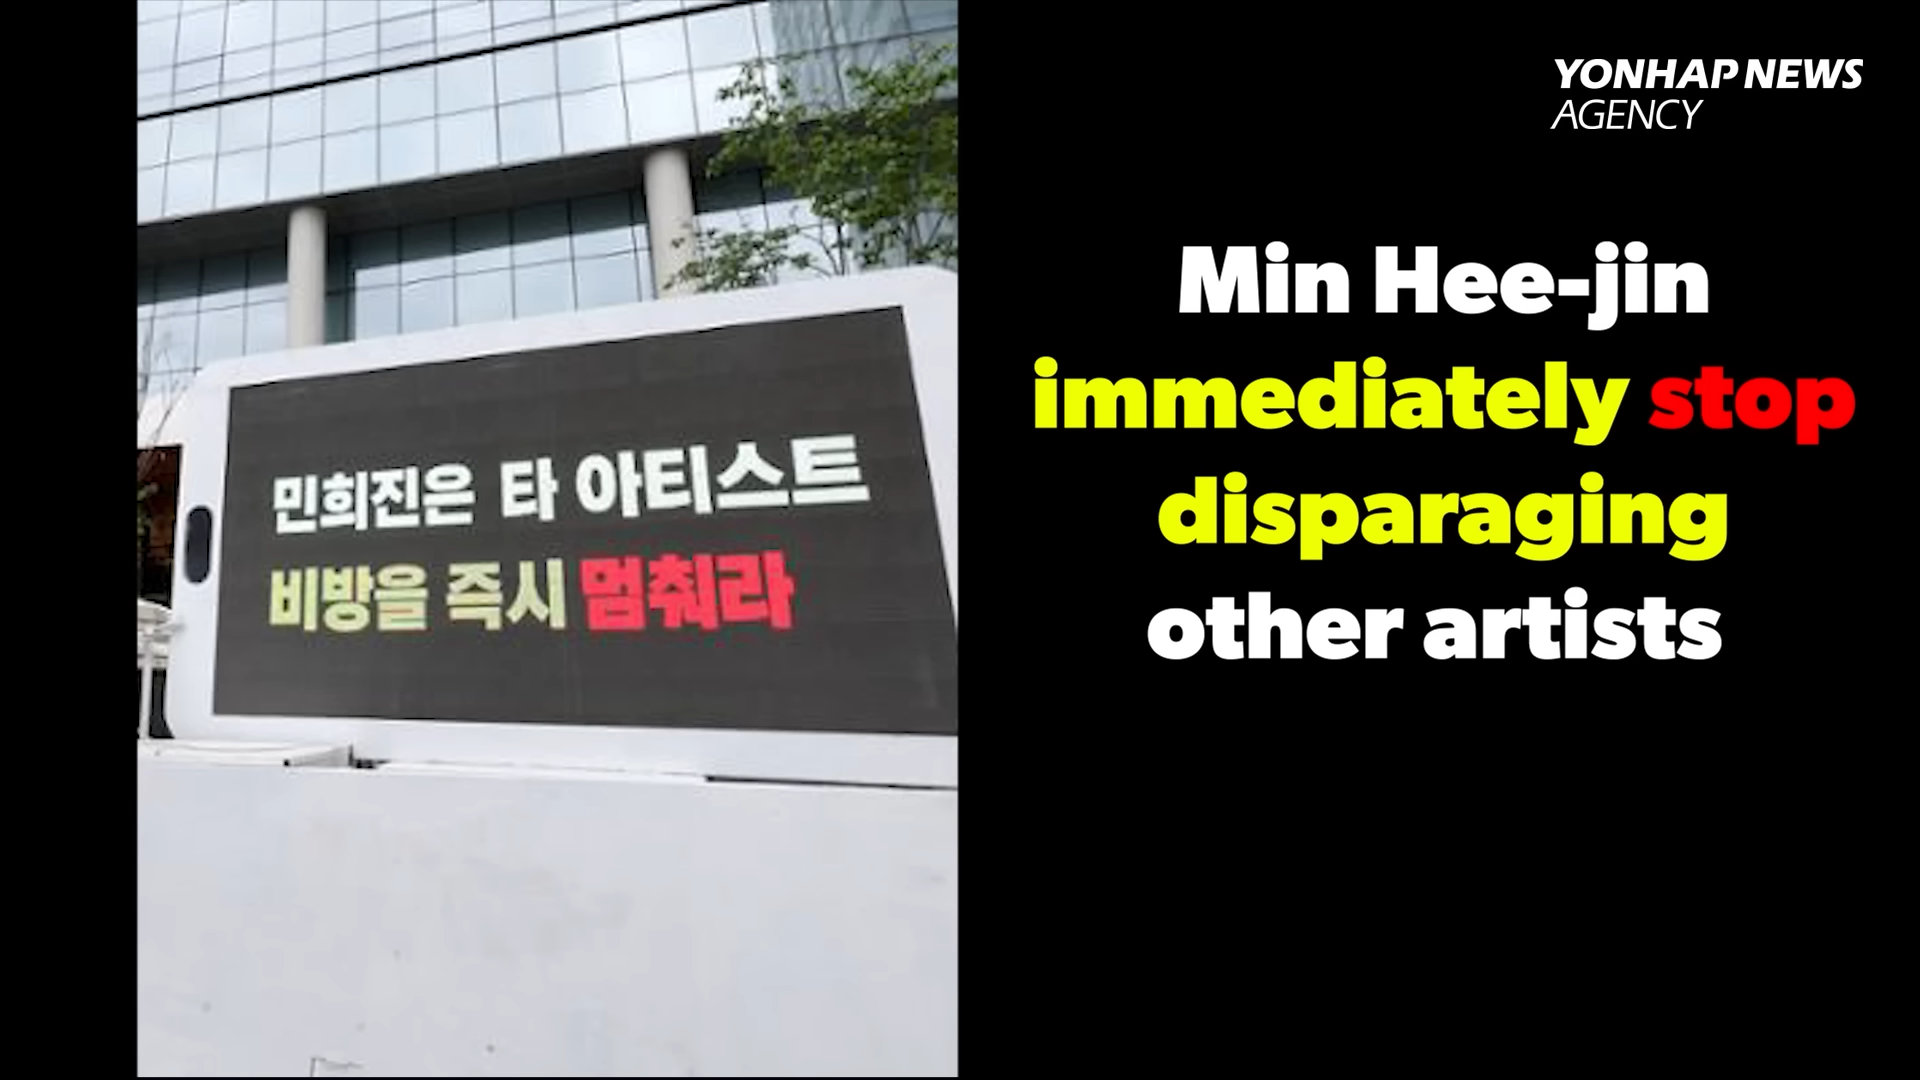 민희진은 타 아티스트
비방을 즉시 멈춰라
YONHAP NEWS
AGENCY
Min Hee-jin
immediately stop
disparaging
other artists